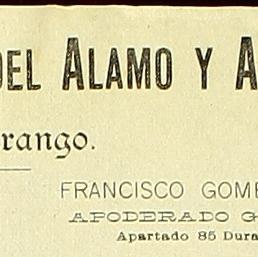 DEL ALAMO Y A
rango.
FRANCISCO GOME
APODERADO G
Apartado 85 Dura